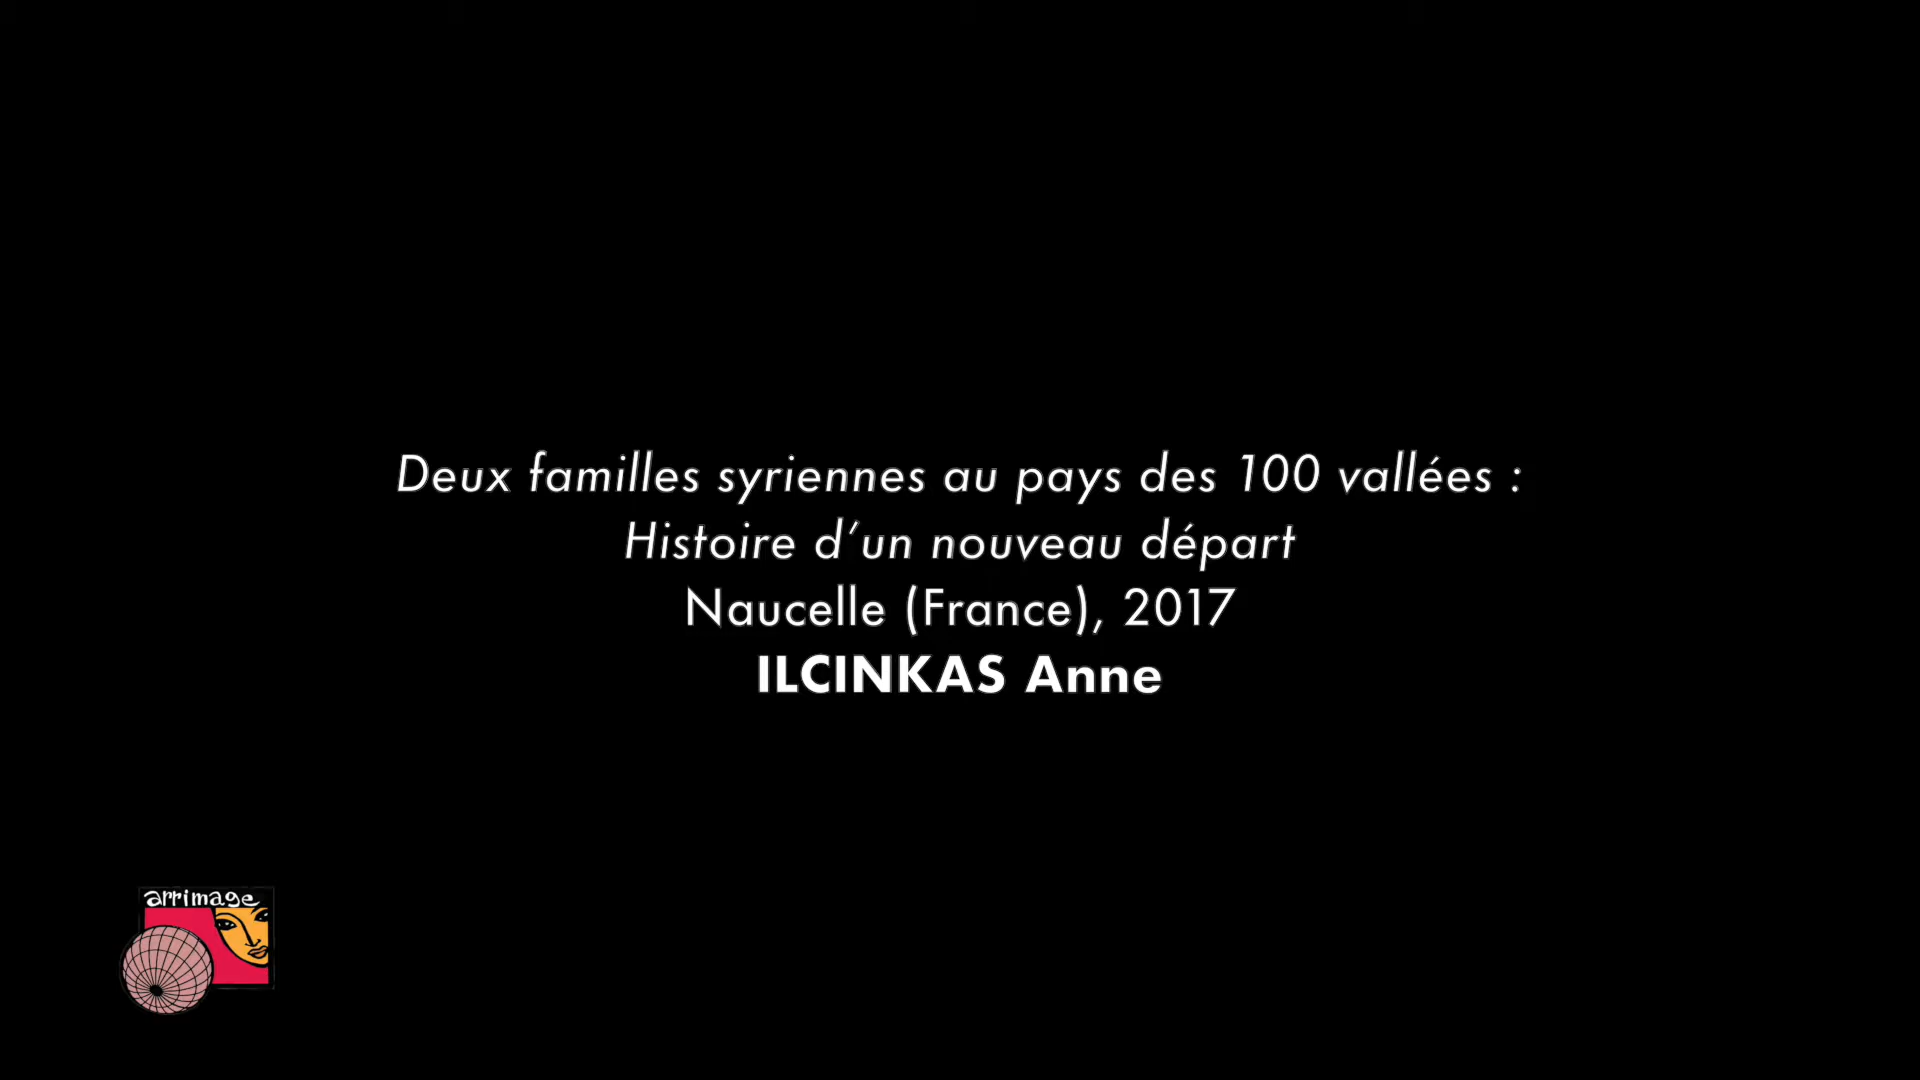 Deux familles syriennes au pays des 100 vallées :
Histoire d’un nouveau départ
Naucelle (France), 2017
ILCINKAS Anne
arrimage